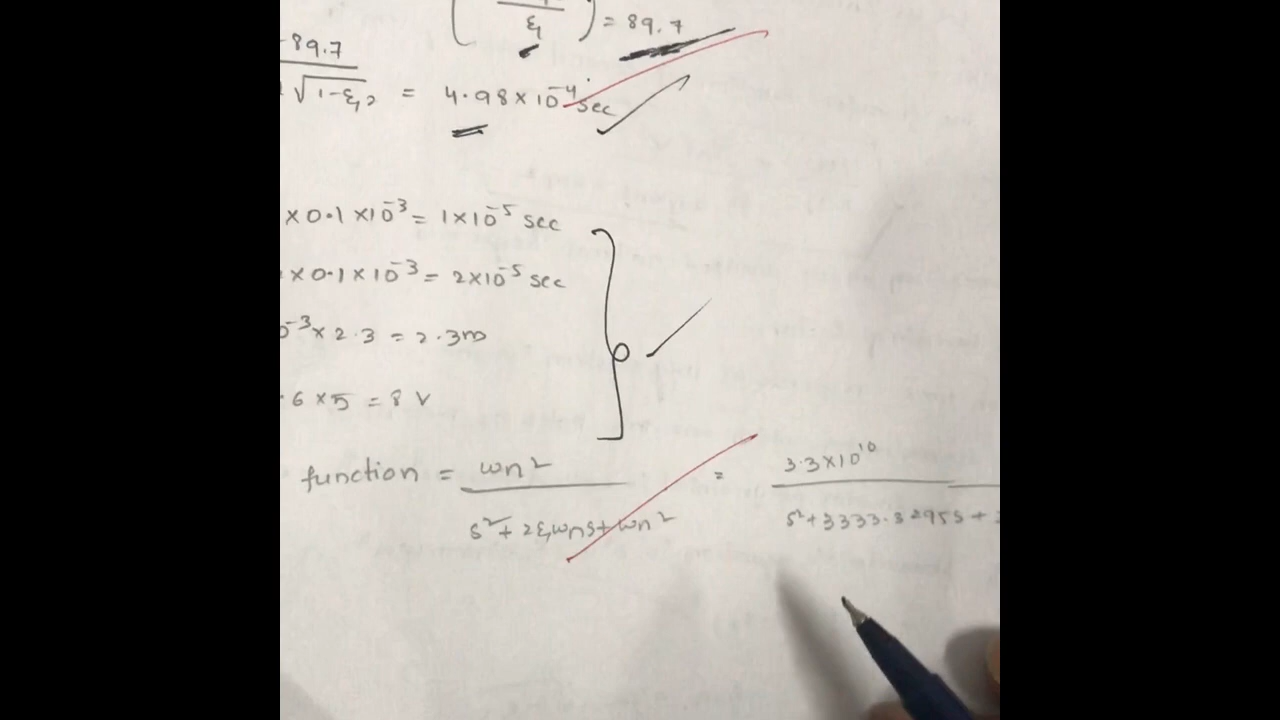 ξ = 89.7
89.7
√1-ξ2 = 4.98×10⁻⁴ sec
×0.1×10⁻³ = 1×10⁻⁵ sec
×0.1×10⁻³ = 2×10⁻⁵ sec
⁻³×2.3 = 2.3m
.6×5 = 8 V
function = ωn² / s²+2ξωns+ωn² = 3.3×10¹⁰ / s²+3333.3295s+